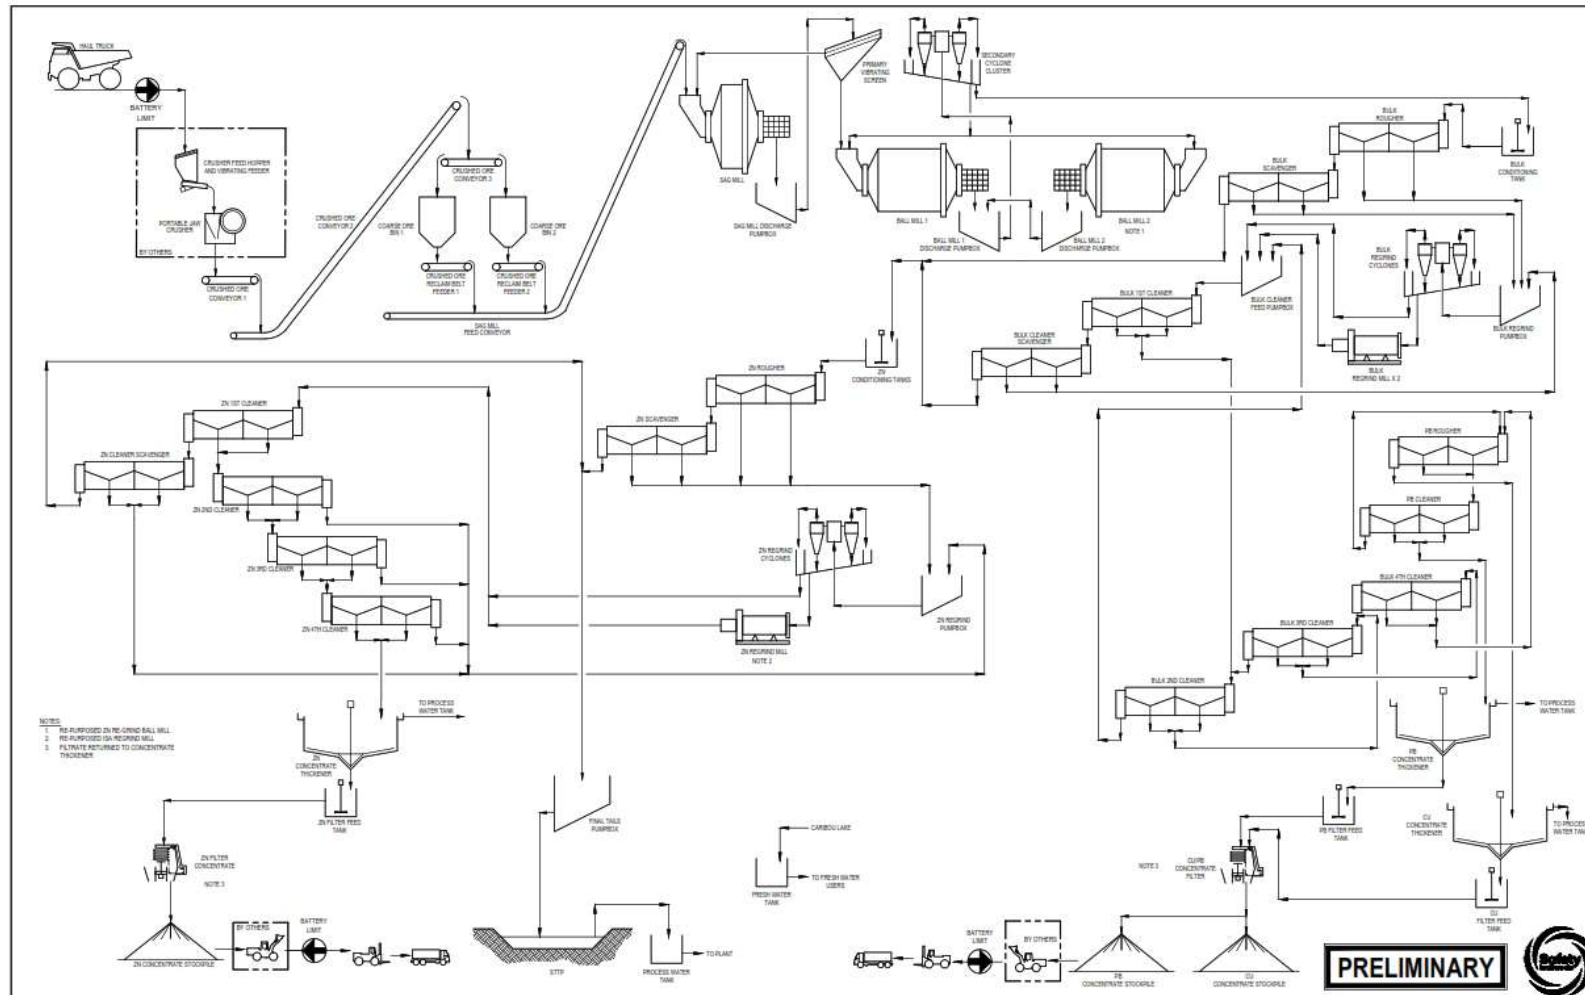 HAUL TRUCK
BATTERY
LIMIT
CRUSHER FEED HOPPER
AND VIBRATING FEEDER
PORTABLE JAW
CRUSHER
BY OTHERS
CRUSHED ORE
CONVEYOR 1
CRUSHED ORE
CONVEYOR 2
CRUSHED ORE
CONVEYOR 3
COARSE ORE
BIN 1
COARSE ORE
BIN 2
CRUSHED ORE
RECLAIM BELT
FEEDER 1
CRUSHED ORE
RECLAIM BELT
FEEDER 2
SAG MILL
FEED CONVEYOR
SAG MILL
SAG MILL DISCHARGE
PUMPBOX
PRIMARY
VIBRATING
SCREEN
SECONDARY
CYCLONE
CLUSTER
BALL MILL 1
BALL MILL 2
NOTE 1
BALL MILL 1
DISCHARGE PUMPBOX
BALL MILL 2
DISCHARGE PUMPBOX
BULK
ROUGHER
BULK
SCAVENGER
BULK
CONDITIONING
TANK
BULK
REGRIND
CYCLONES
BULK CLEANER
FEED PUMPBOX
BULK REGRIND
PUMPBOX
BULK
REGRIND MILL X 2
BULK 1ST CLEANER
BULK CLEANER
SCAVENGER
ZN
CONDITIONING TANKS
ZN ROUGHER
ZN SCAVENGER
ZN 1ST CLEANER
ZN CLEANER SCAVENGER
ZN 2ND CLEANER
ZN 3RD CLEANER
ZN 4TH CLEANER
ZN REGRIND
CYCLONES
ZN REGRIND
PUMPBOX
ZN REGRIND MILL
NOTE 2
PB ROUGHER
PB CLEANER
BULK 4TH CLEANER
BULK 3RD CLEANER
BULK 2ND CLEANER
NOTES:
1. RE-PURPOSED ZN RE-GRIND BALL MILL
2. RE-PURPOSED ISA REGRIND MILL
3. FILTRATE RETURNED TO CONCENTRATE
THICKENER
TO PROCESS
WATER TANK
ZN
CONCENTRATE
THICKENER
ZN FILTER FEED
TANK
ZN FILTER
CONCENTRATE
NOTE 3
ZN CONCENTRATE STOCKPILE
BY OTHERS
BATTERY
LIMIT
FINAL TAILS
PUMPBOX
STTP
PROCESS WATER
TANK
TO PLANT
CARIBOU LAKE
FRESH WATER
TANK
TO FRESH WATER
USERS
TO PROCESS
WATER TANK
PB
CONCENTRATE
THICKENER
PB FILTER FEED
TANK
CU
CONCENTRATE
THICKENER
TO PROCESS
WATER TANK
CU
FILTER FEED
TANK
NOTE 3
CU/PB
CONCENTRATE
FILTER
BATTERY
LIMIT
BY OTHERS
PB
CONCENTRATE STOCKPILE
CU
CONCENTRATE STOCKPILE
PRELIMINARY
Safety